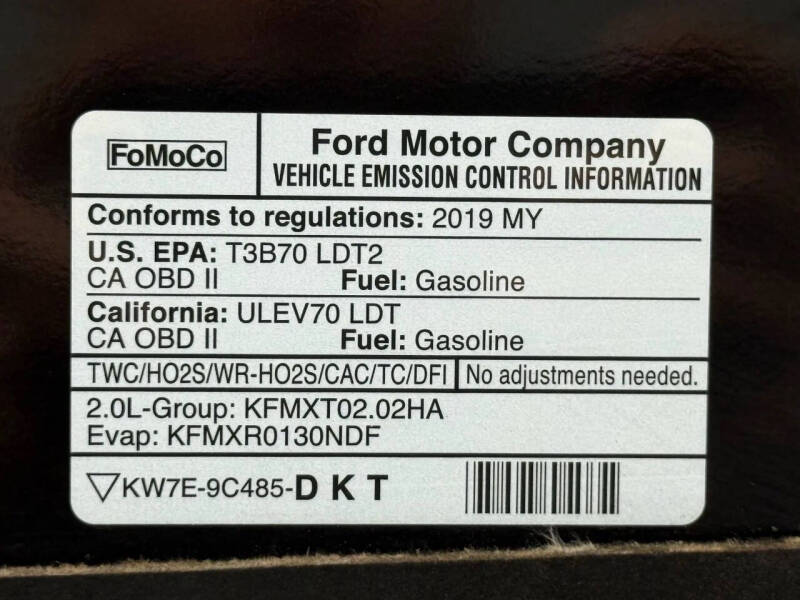 FoMoCo
Ford Motor Company
VEHICLE EMISSION CONTROL INFORMATION
Conforms to regulations: 2019 MY
U.S. EPA: T3B70 LDT2
CA OBD II Fuel: Gasoline
California: ULEV70 LDT
CA OBD II Fuel: Gasoline
TWC/HO2S/WR-HO2S/CAC/TC/DFI No adjustments needed.
2.0L-Group: KFMXT02.02HA
Evap: KFMXR0130NDF
KW7E-9C485-D K T